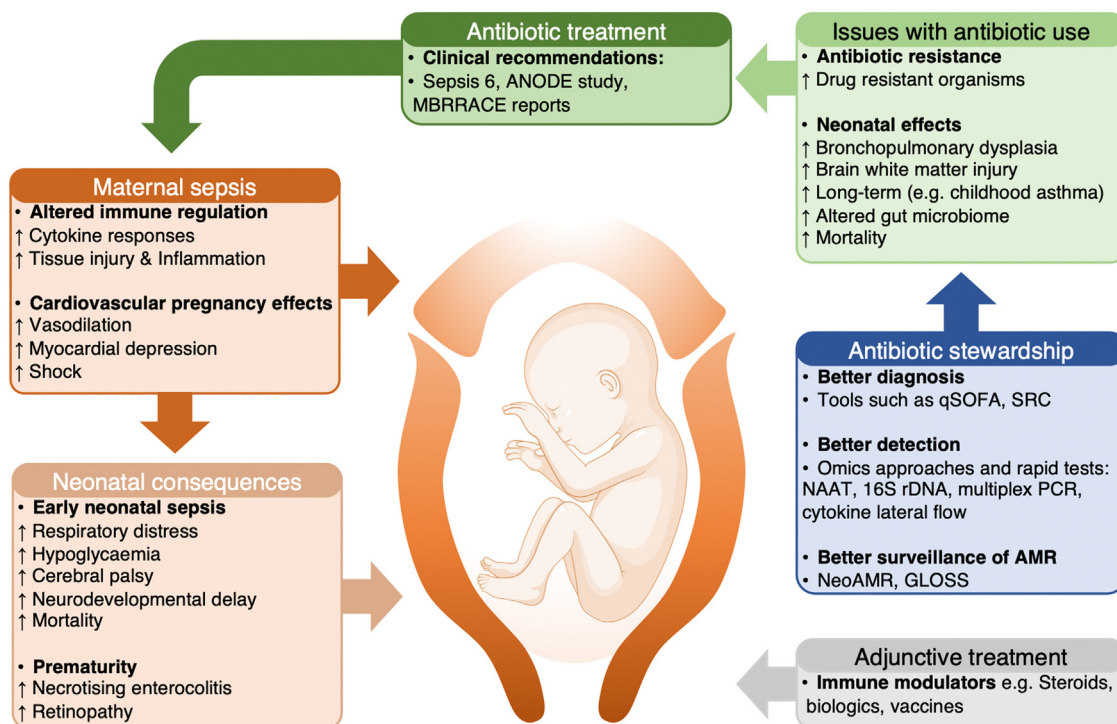 Antibiotic treatment
• Clinical recommendations:
• Sepsis 6, ANODE study,
MBRRACE reports
Issues with antibiotic use
• Antibiotic resistance
↑ Drug resistant organisms
• Neonatal effects
↑ Bronchopulmonary dysplasia
↑ Brain white matter injury
↑ Long-term (e.g. childhood asthma)
↑ Altered gut microbiome
↑ Mortality
Maternal sepsis
• Altered immune regulation
↑ Cytokine responses
↑ Tissue injury & Inflammation
• Cardiovascular pregnancy effects
↑ Vasodilation
↑ Myocardial depression
↑ Shock
Antibiotic stewardship
• Better diagnosis
• Tools such as qSOFA, SRC
• Better detection
• Omics approaches and rapid tests:
NAAT, 16S rDNA, multiplex PCR,
cytokine lateral flow
• Better surveillance of AMR
• NeoAMR, GLOSS
Neonatal consequences
• Early neonatal sepsis
↑ Respiratory distress
↑ Hypoglycaemia
↑ Cerebral palsy
↑ Neurodevelopmental delay
↑ Mortality
• Prematurity
↑ Necrotising enterocolitis
↑ Retinopathy
Adjunctive treatment
• Immune modulators e.g. Steroids,
biologics, vaccines